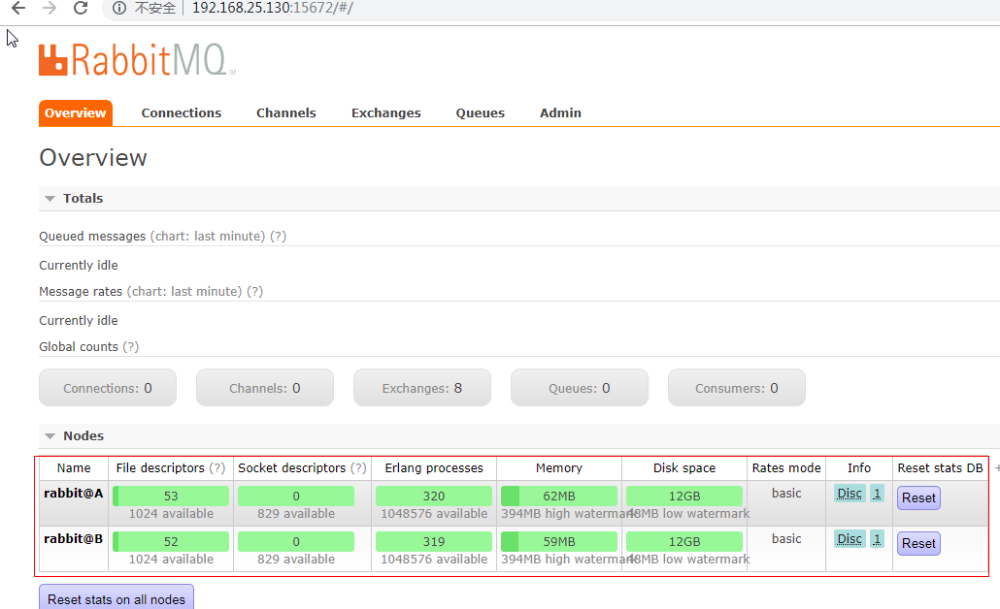 不安全 192.168.25.130:15672/#/
RabbitMQ TM
Overview Connections Channels Exchanges Queues Admin
Overview
Totals
Queued messages (chart: last minute) (?)
Currently idle
Message rates (chart: last minute) (?)
Currently idle
Global counts (?)
Connections: 0 Channels: 0 Exchanges: 8 Queues: 0 Consumers: 0
Nodes
Name File descriptors (?) Socket descriptors (?) Erlang processes Memory Disk space Rates mode Info Reset stats DB +
rabbit@A 53 0 320 62MB 12GB basic Disc 1 Reset
1024 available 829 available 1048576 available 394MB high watermark 48MB low watermark
rabbit@B 52 0 319 59MB 12GB basic Disc 1 Reset
1024 available 829 available 1048576 available 394MB high watermark 48MB low watermark
Reset stats on all nodes